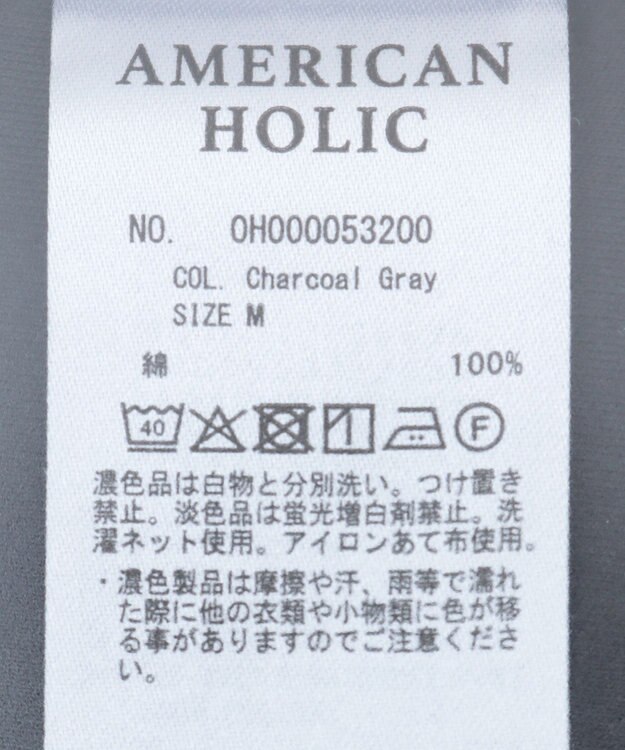 AMERICAN
HOLIC
NO. OH000053200
COL. Charcoal Gray
SIZE M
綿 100%
40 F
濃色品は白物と分別洗い。つけ置き
禁止。淡色品は蛍光増白剤禁止。洗
濯ネット使用。アイロンあて布使用。
・濃色製品は摩擦や汗、雨等で濡れ
た際に他の衣類や小物類に色が移
る事がありますのでご注意くださ
い。